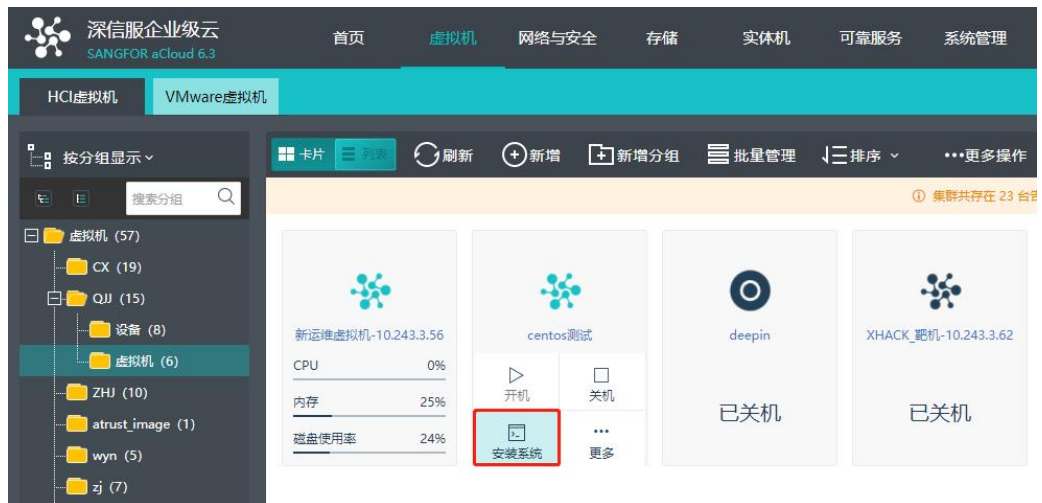 深信服企业级云
SANGFOR aCloud 6.3
首页 虚拟机 网络与安全 存储 实体机 可靠服务 系统管理
HCI虚拟机 VMware虚拟机
按分组显示
卡片 列表 刷新 新增 新增分组 批量管理 排序 更多操作
搜索分组
集群共存在 23 台
虚拟机 (57)
CX (19)
QJJ (15)
设备 (8)
虚拟机 (6)
ZHJ (10)
atrust_image (1)
wyn (5)
zj (7)
新运维虚拟机-10.243.3.56
CPU 0%
内存 25%
磁盘使用率 24%
centos测试
开机 关机
安装系统 更多
deepin
已关机
XHACK_靶机-10.243.3.62
已关机